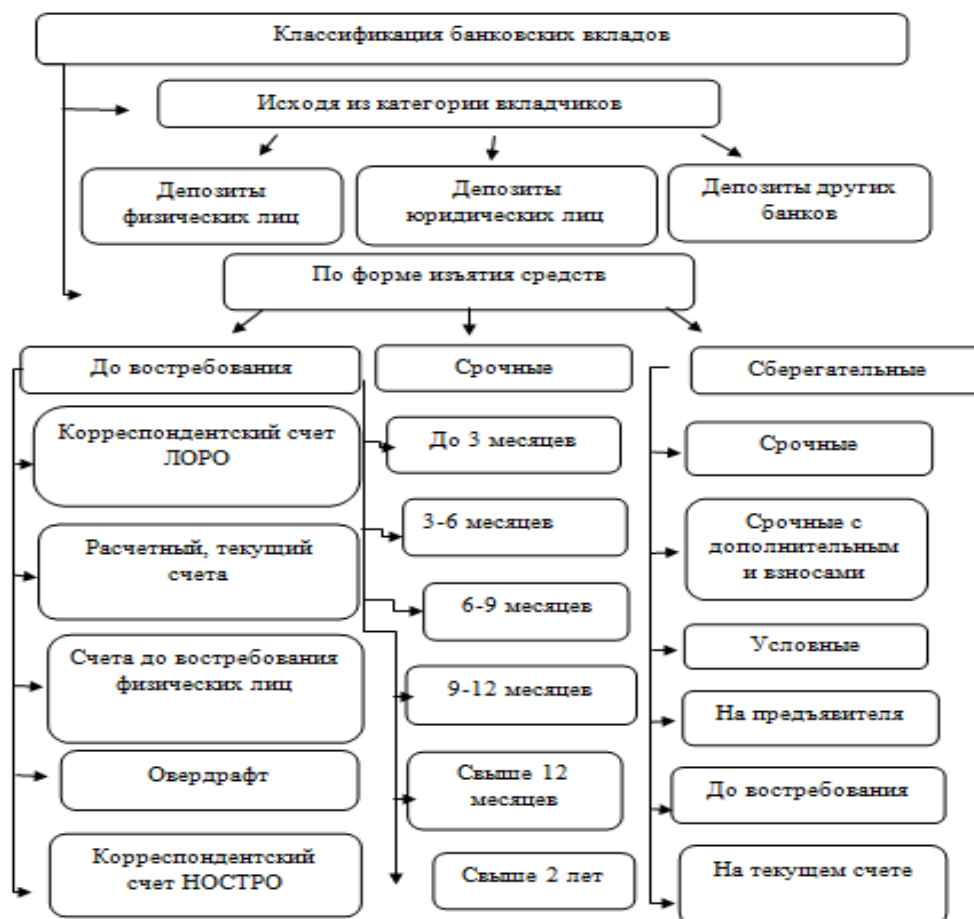 Классификация банковских вкладов
Исходя из категории вкладчиков
Депозиты
физических лиц
Депозиты
юридических лиц
Депозиты других
банков
По форме изъятия средств
До востребования
Корреспондентский счет
ЛОРО
Расчетный, текущий
счета
Счета до востребования
физических лиц
Овердрафт
Корреспондентский
счет НОСТРО
Срочные
До 3 месяцев
3-6 месяцев
6-9 месяцев
9-12 месяцев
Свыше 12
месяцев
Свыше 2 лет
Сберегательные
Срочные
Срочные с
дополнительным
и взносами
Условные
На предъявителя
До востребования
На текущем счете